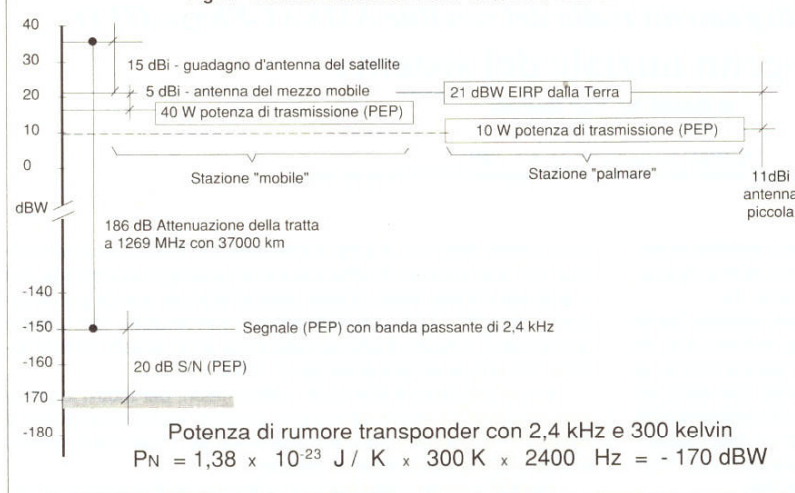 40
30
20
10
0
dBW
-140
-150
-160
170
-180
15 dBi - guadagno d'antenna del satellite
5 dBi - antenna del mezzo mobile
21 dBW EIRP dalla Terra
40 W potenza di trasmissione (PEP)
10 W potenza di trasmissione (PEP)
Stazione "mobile"
Stazione "palmare"
11dBi
antenna
piccola
186 dB Attenuazione della tratta
a 1269 MHz con 37000 km
Segnale (PEP) con banda passante di 2,4 kHz
20 dB S/N (PEP)
Potenza di rumore transponder con 2,4 kHz e 300 kelvin
PN = 1,38 x 10-23 J / K x 300 K x 2400 Hz = - 170 dBW